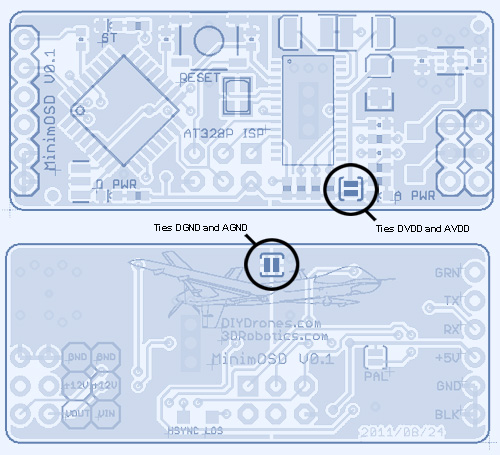 ST
MinimOSD V0.1
RESET
AT328P ISP
D PWR
A PWR
Ties DGND and AGND
Ties DVDD and AVDD
DIYDrones.com
3DRobotics.com
MinimOSD V0.1
GRN
TX
RX
+5V
GND
BLK
GND GND
+12V +12V
VOUT VIN
PAL
HSYNC LOS
2011/08/24